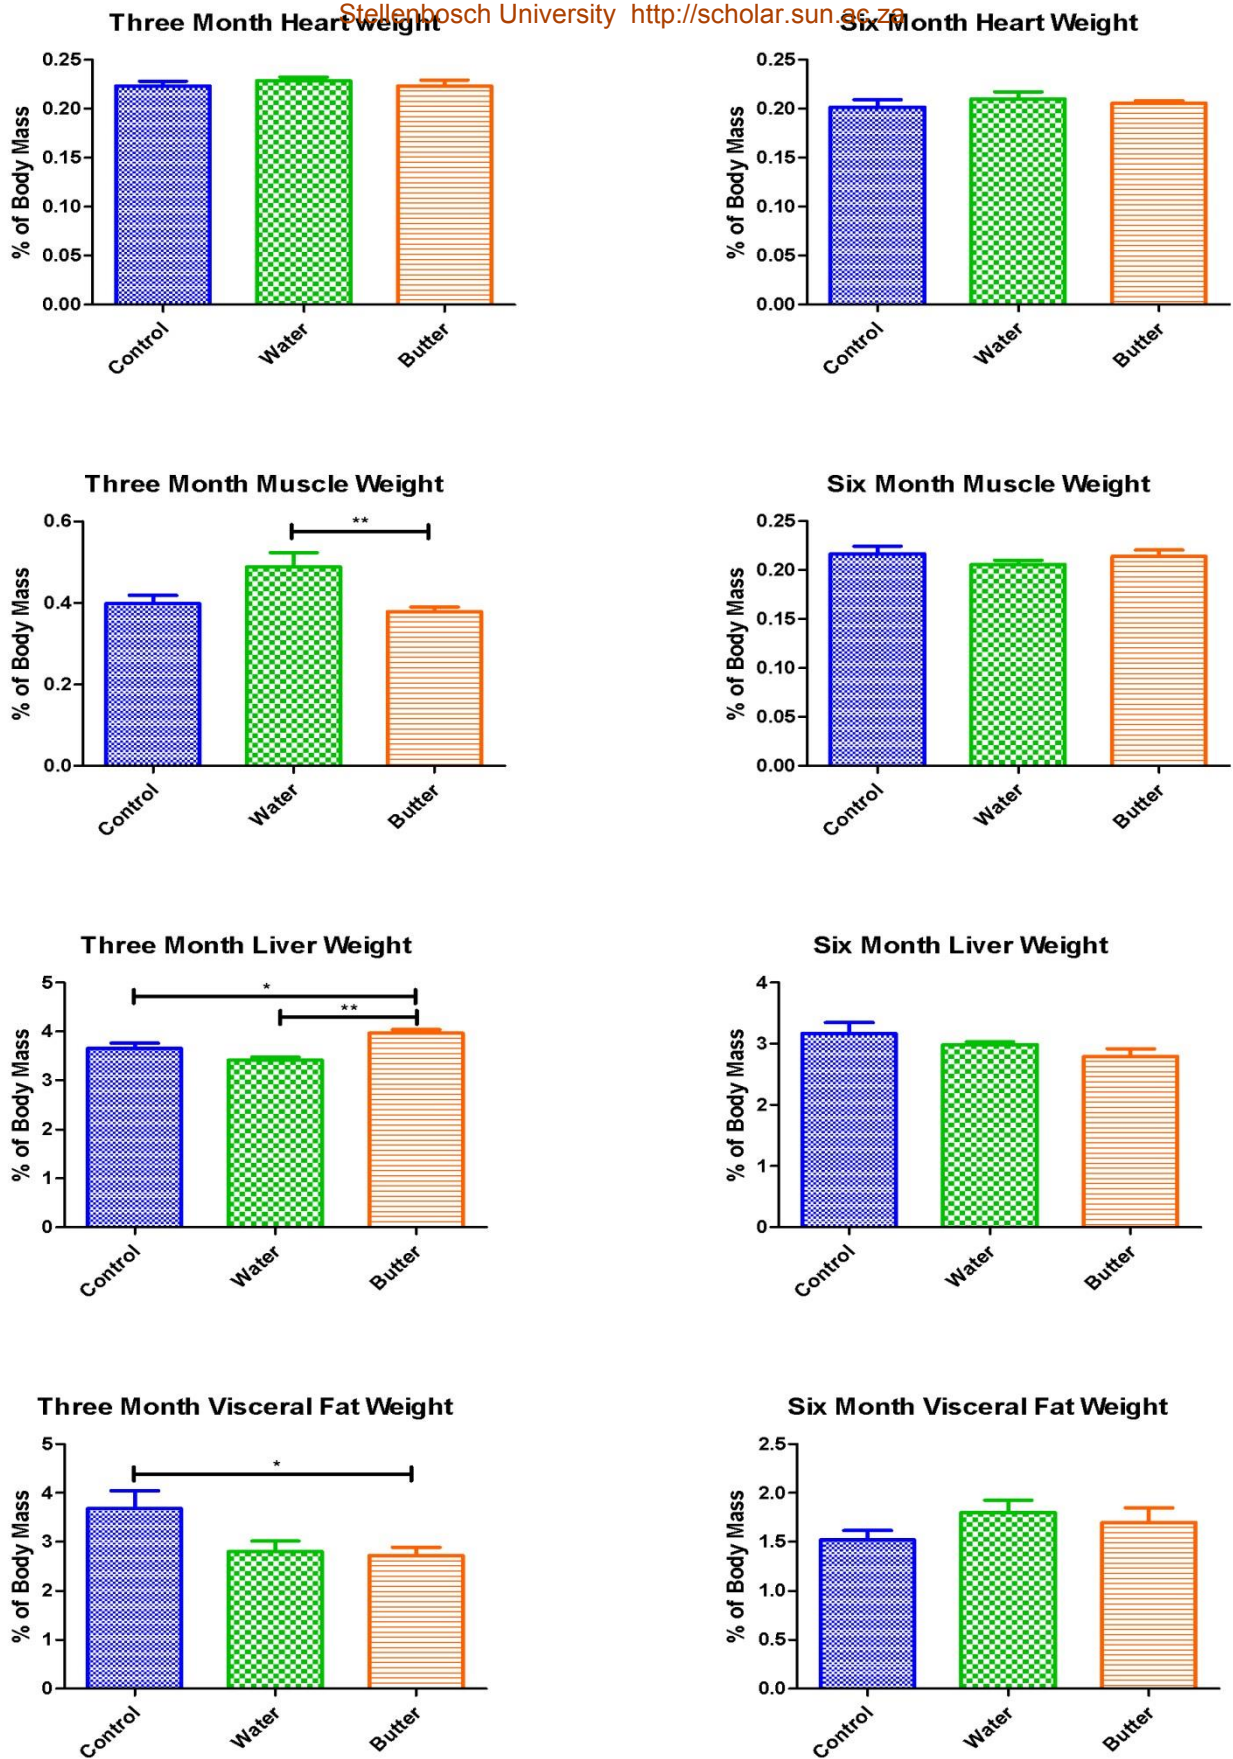 Stellenbosch University http://scholar.sun.ac.za
Three Month Heart weight
% of Body Mass
0.25
0.20
0.15
0.10
0.05
0.00
Control
Water
Butter
Six Month Heart Weight
% of Body Mass
0.25
0.20
0.15
0.10
0.05
0.00
Control
Water
Butter
Three Month Muscle Weight
% of Body Mass
0.6
0.4
0.2
0.0
**
Control
Water
Butter
Six Month Muscle Weight
% of Body Mass
0.25
0.20
0.15
0.10
0.05
0.00
Control
Water
Butter
Three Month Liver Weight
% of Body Mass
5
4
3
2
1
0
*
**
Control
Water
Butter
Six Month Liver Weight
% of Body Mass
4
3
2
1
0
Control
Water
Butter
Three Month Visceral Fat Weight
% of Body Mass
5
4
3
2
1
0
*
Control
Water
Butter
Six Month Visceral Fat Weight
% of Body Mass
2.5
2.0
1.5
1.0
0.5
0.0
Control
Water
Butter